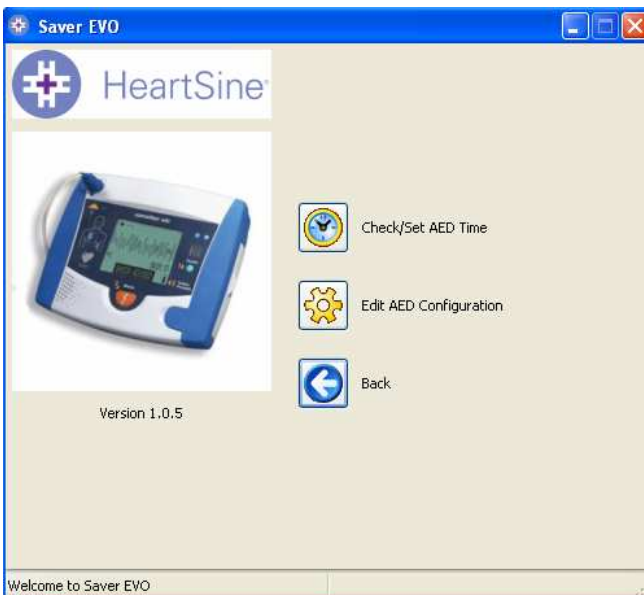 Saver EVO
HeartSine®
Check/Set AED Time
Edit AED Configuration
Back
Version 1.0.5
Welcome to Saver EVO